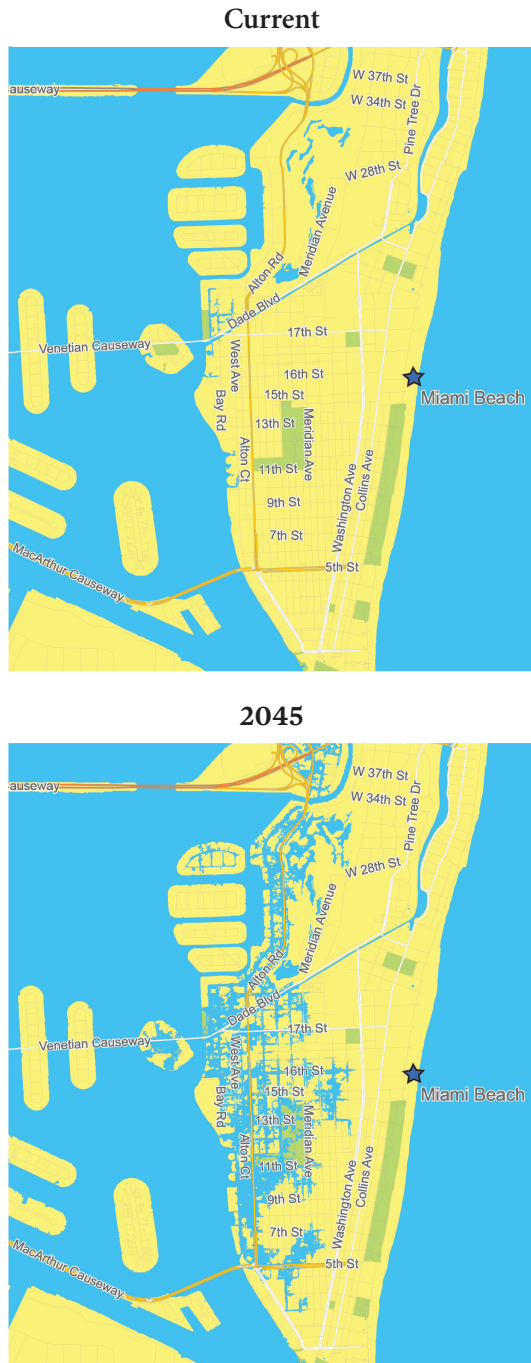 Current
Causeway
W 37th St
W 34th St
Pine Tree Dr
W 28th St
Meridian Avenue
Alton Rd
Dade Blvd
17th St
Venetian Causeway
West Ave
16th St
Miami Beach
15th St
Bay Rd
13th St
Meridian Ave
Alton Ct
11th St
Collins Ave
Washington Ave
9th St
7th St
MacArthur Causeway
5th St
2045
Causeway
W 37th St
W 34th St
Pine Tree Dr
W 28th St
Meridian Avenue
Alton Rd
Dade Blvd
17th St
Venetian Causeway
West Ave
16th St
Miami Beach
15th St
Bay Rd
13th St
Meridian Ave
Alton Ct
11th St
Collins Ave
Washington Ave
9th St
7th St
MacArthur Causeway
5th St